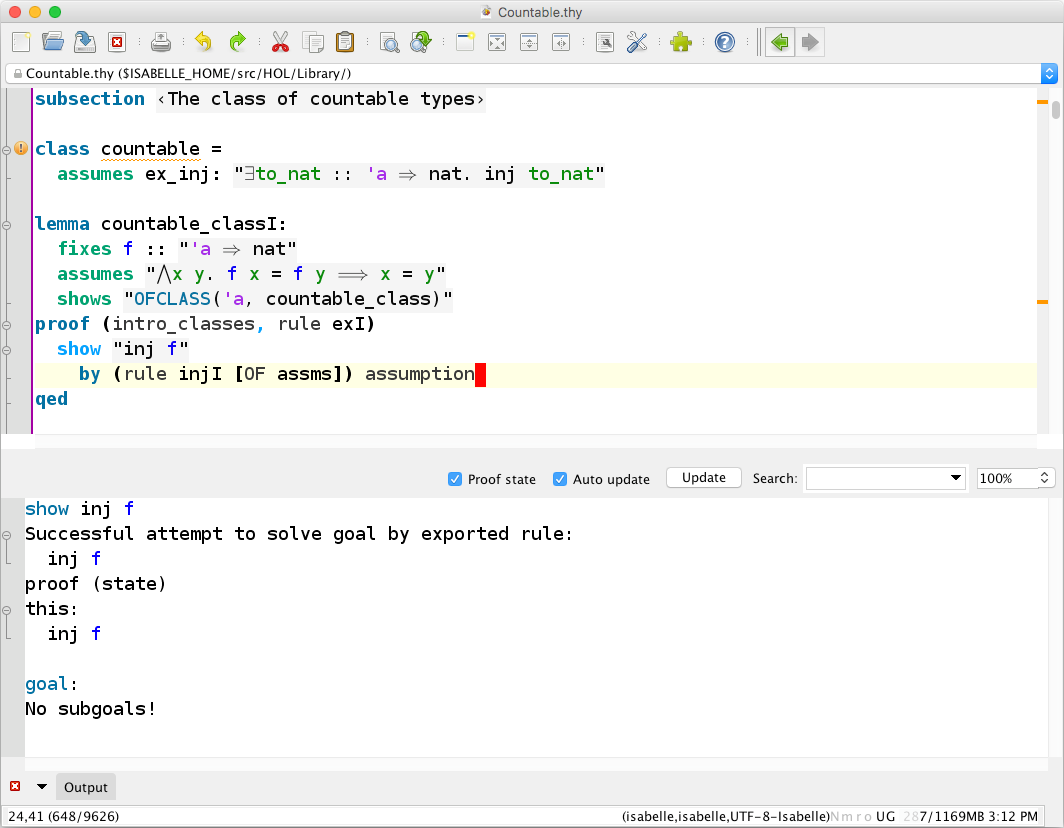 Countable.thy
Countable.thy ($ISABELLE_HOME/src/HOL/Library/)
subsection ‹The class of countable types›
class countable =
  assumes ex_inj: "∃to_nat :: 'a ⇒ nat. inj to_nat"
lemma countable_classI:
  fixes f :: "'a ⇒ nat"
  assumes "⋀x y. f x = f y ⟹ x = y"
  shows "OFCLASS('a, countable_class)"
proof (intro_classes, rule exI)
  show "inj f"
    by (rule injI [OF assms]) assumption
qed
Proof state Auto update Update Search: 100%
show inj f
Successful attempt to solve goal by exported rule:
  inj f
proof (state)
this:
  inj f
goal:
No subgoals!
Output
24,41 (648/9626) (isabelle,isabelle,UTF-8-Isabelle)N m r o UG 287/1169MB 3:12 PM